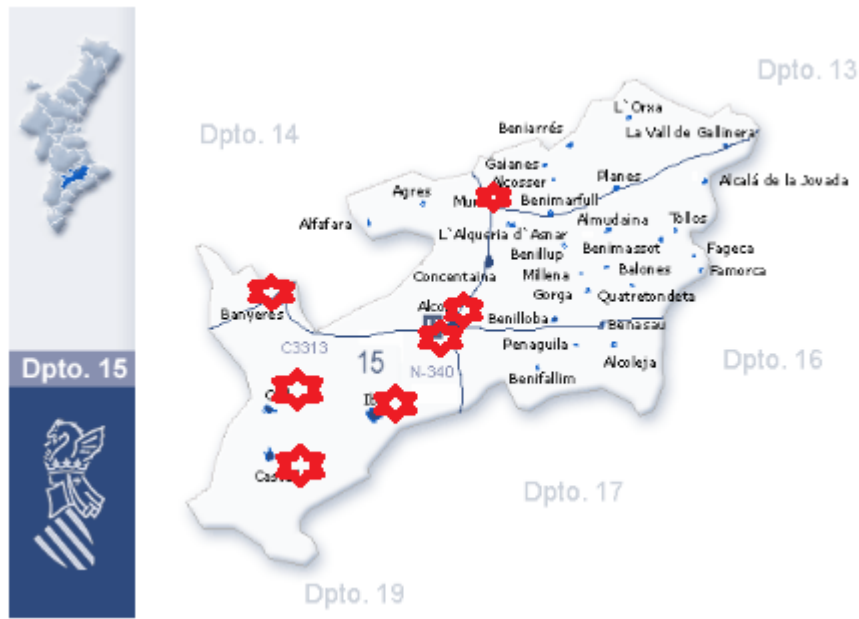 Dpto. 13
L`Orxa
Beniarrés
La Vall de Gallinera
Dpto. 14
Gaianes
Alcosser
Planes
Alcalá de la Jovada
Agres
Benimarfull
Alfafara
Almudaina
Tollos
L`Alqueria d`Asnar
Benillup
Benimassot
Fageca
Concentaina
Millena
Balones
Famorca
Gorga
Quatretondeta
Banyeres
Benilloba
Benasau
C3313
Penaguila
15
N-340
Alcoleja
Dpto. 16
Dpto. 15
Benifallim
Dpto. 17
Dpto. 19